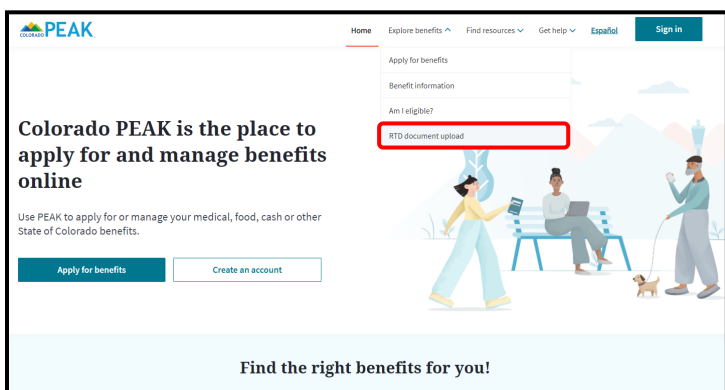 COLORADO PEAK
Home Explore benefits Find resources Get help Español Sign in
Apply for benefits
Benefit information
Am I eligible?
RTD document upload
Colorado PEAK is the place to
apply for and manage benefits
online
Use PEAK to apply for or manage your medical, food, cash or other
State of Colorado benefits.
Apply for benefits Create an account
Find the right benefits for you!